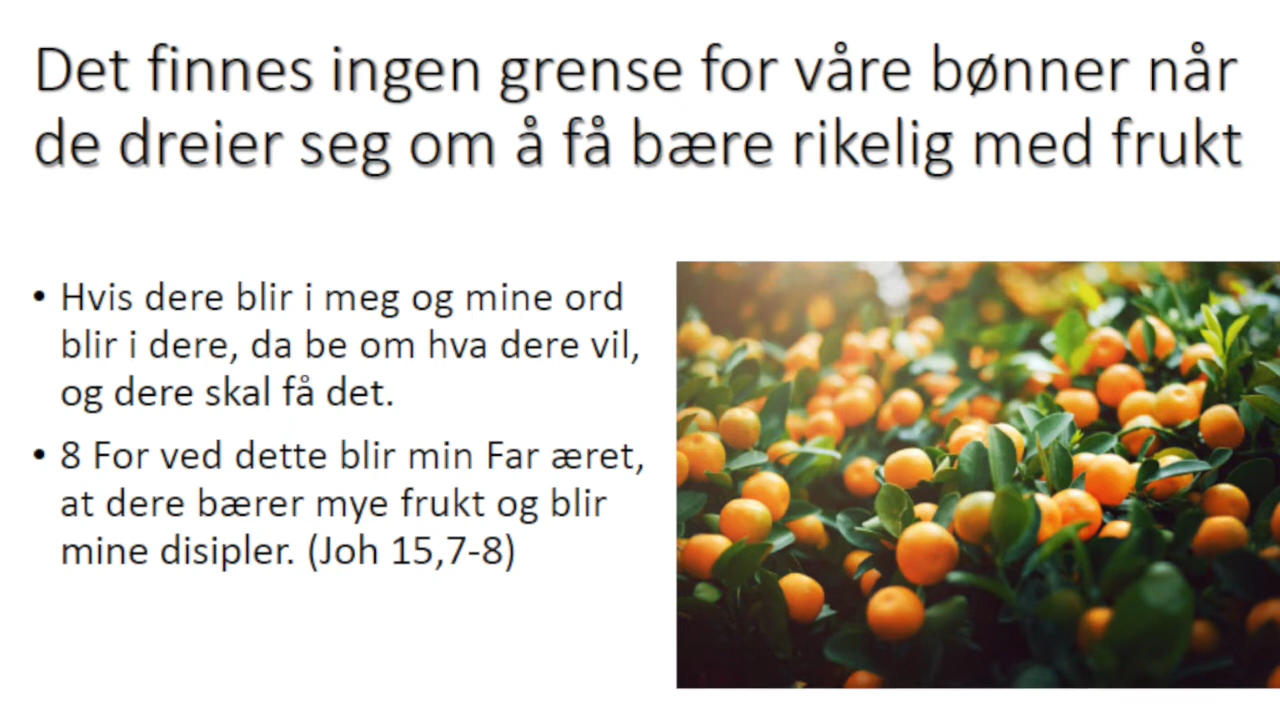 Det finnes ingen grense for våre bønner når
de dreier seg om å få bære rikelig med frukt
• Hvis dere blir i meg og mine ord
blir i dere, da be om hva dere vil,
og dere skal få det.
• 8 For ved dette blir min Far æret,
at dere bærer mye frukt og blir
mine disipler. (Joh 15,7-8)